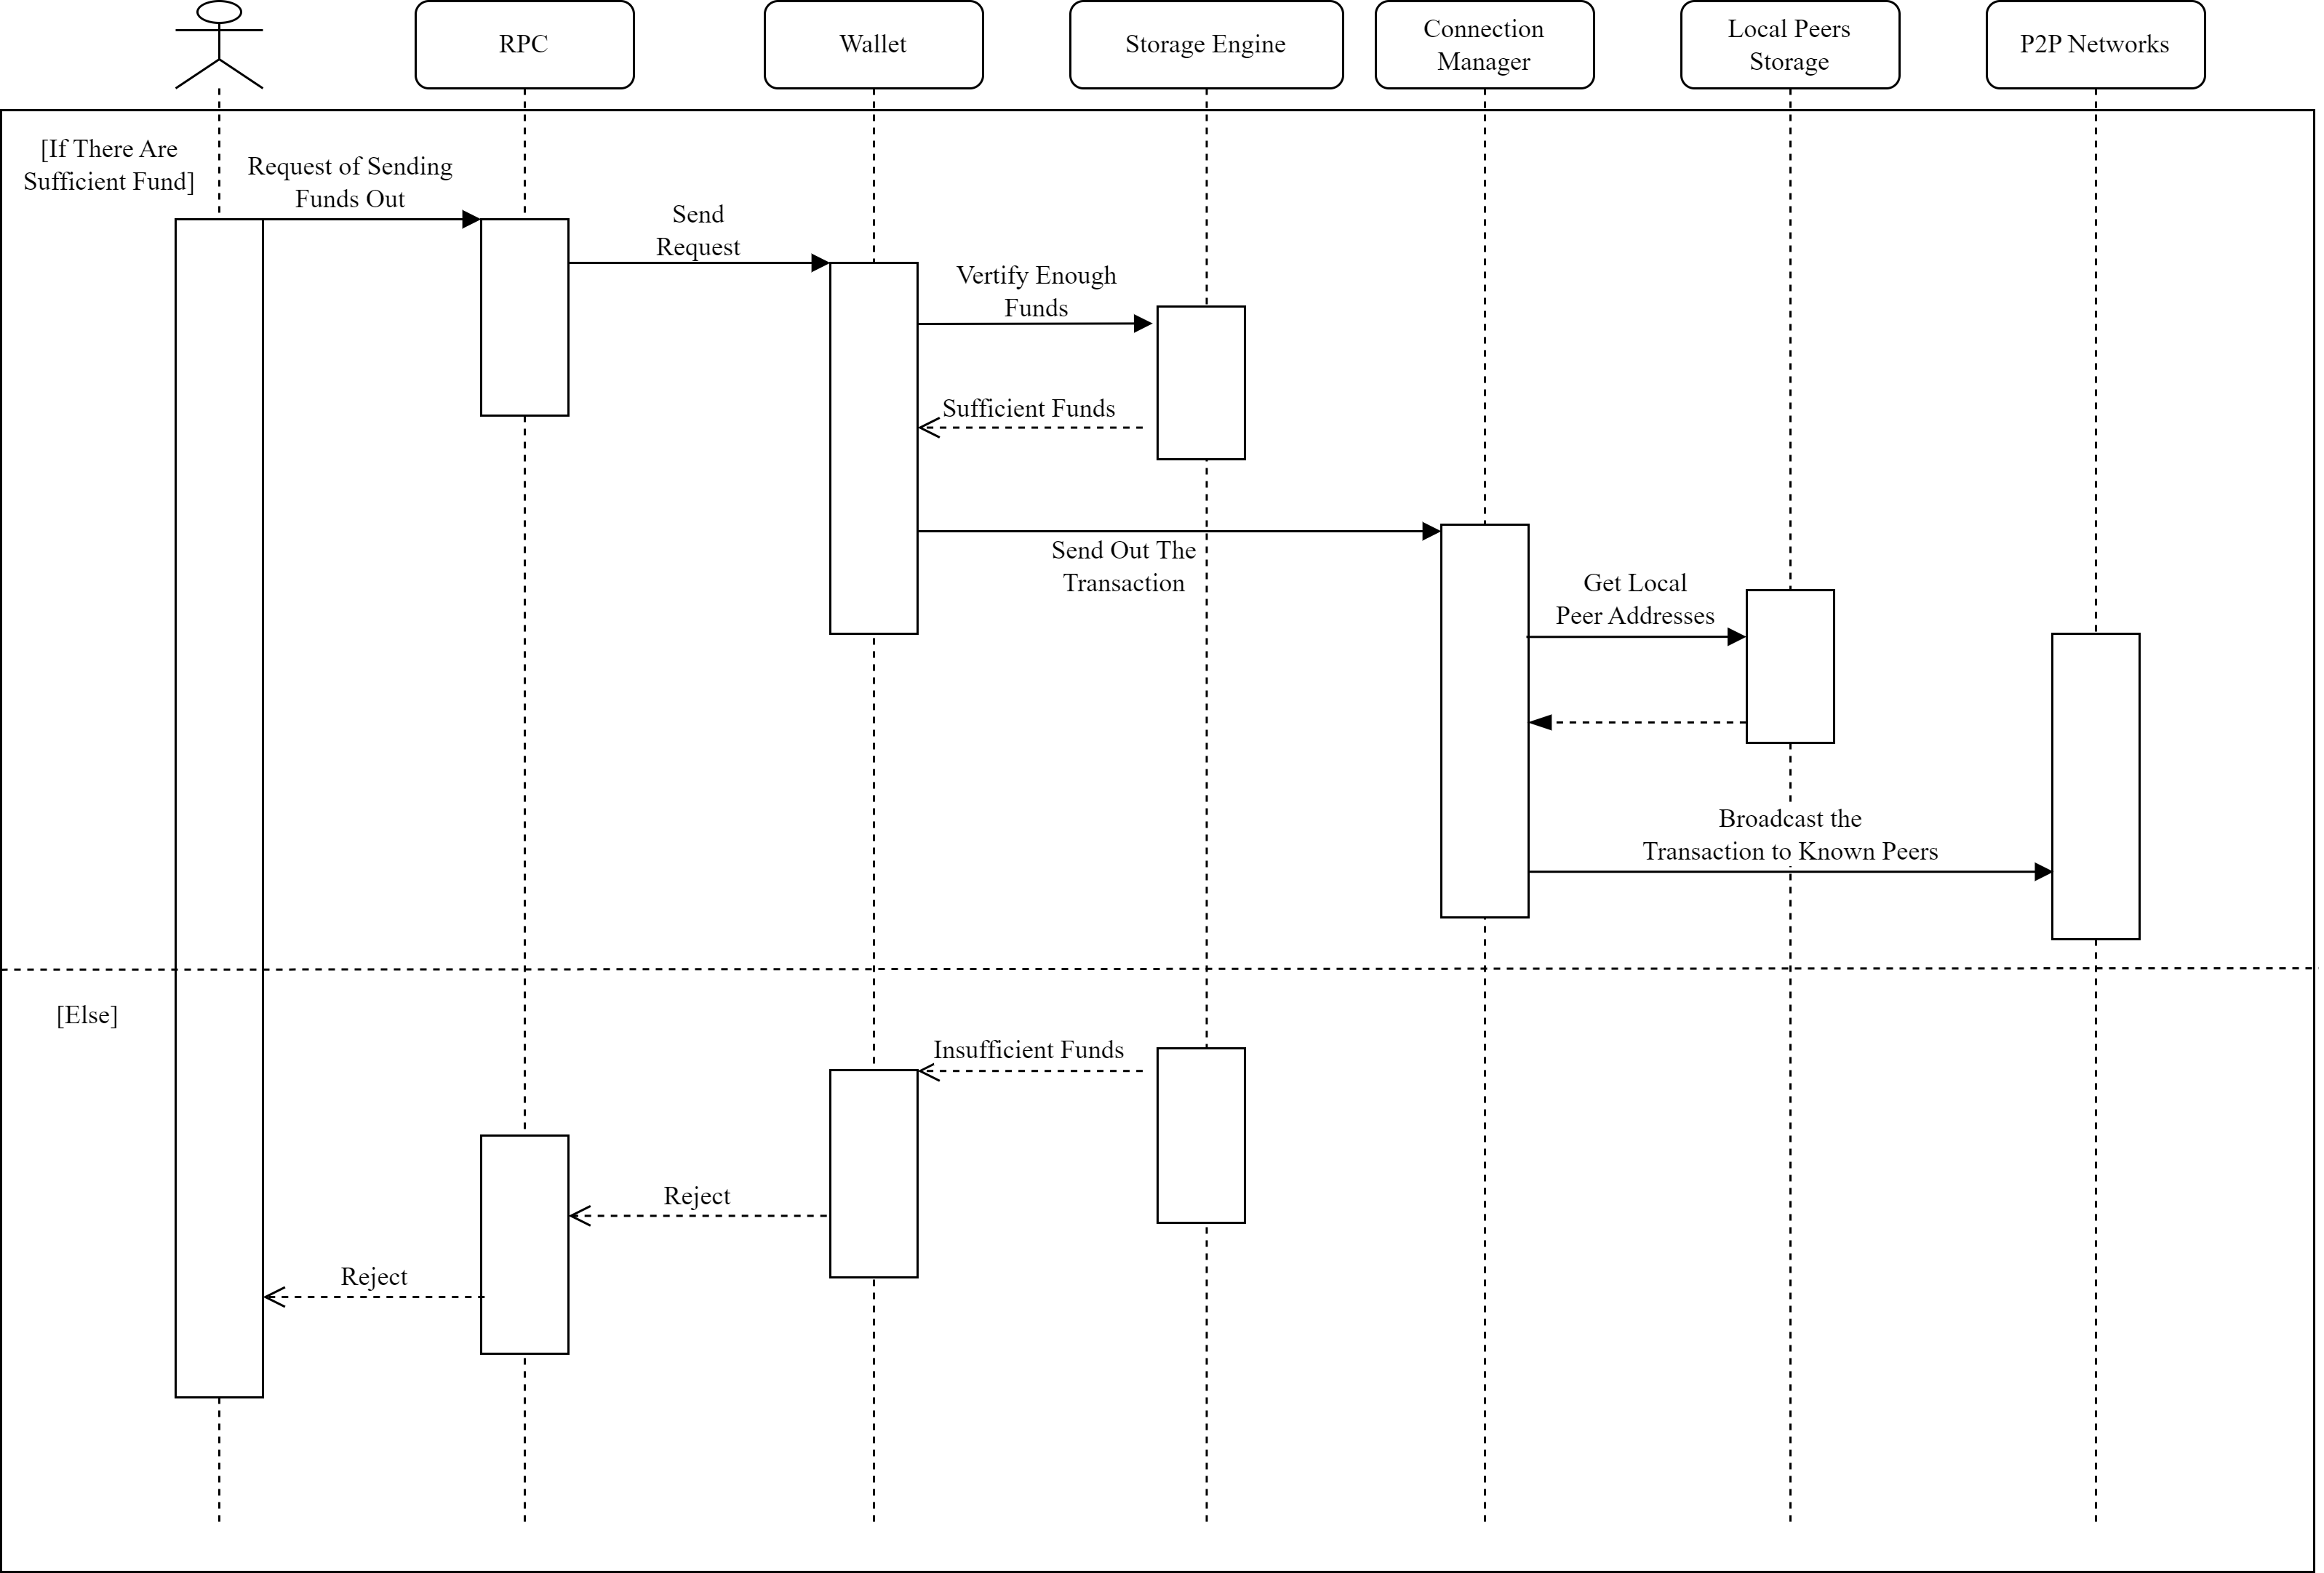 RPC
Wallet
Storage Engine
Connection
Manager
Local Peers
Storage
P2P Networks
[If There Are
Sufficient Fund]
Request of Sending
Funds Out
Send
Request
Vertify Enough
Funds
Sufficient Funds
Send Out The
Transaction
Get Local
Peer Addresses
Broadcast the
Transaction to Known Peers
[Else]
Insufficient Funds
Reject
Reject